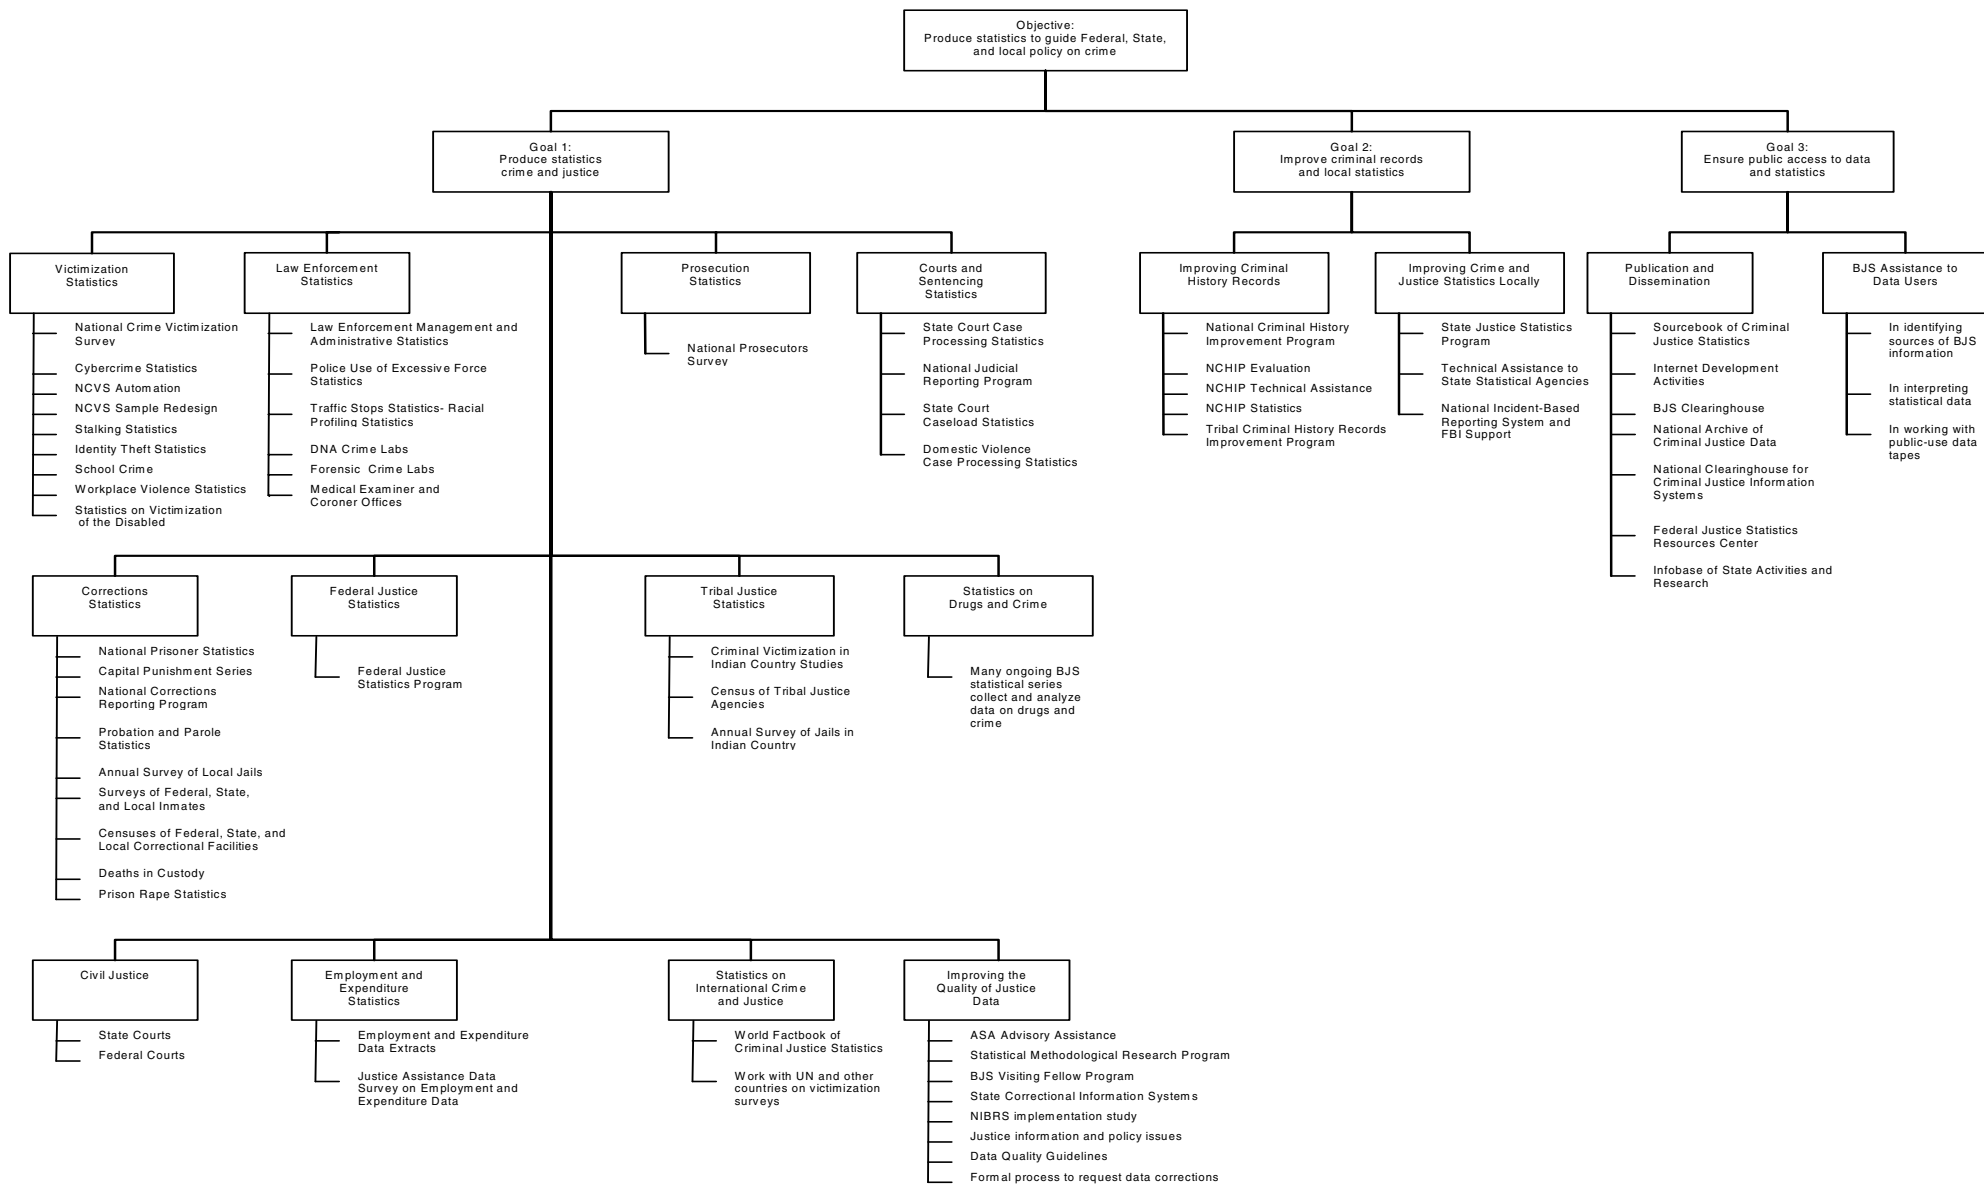 Objective:
Produce statistics to guide Federal, State,
and local policy on crime
Goal 1:
Produce statistics
crime and justice
Goal 2:
Improve criminal records
and local statistics
Goal 3:
Ensure public access to data
and statistics
Victimization
Statistics
National Crime Victimization
Survey
Cybercrime Statistics
NCVS Automation
NCVS Sample Redesign
Stalking Statistics
Identity Theft Statistics
School Crime
Workplace Violence Statistics
Statistics on Victimization
of the Disabled
Law Enforcement
Statistics
Law Enforcement Management and
Administrative Statistics
Police Use of Excessive Force
Statistics
Traffic Stops Statistics- Racial
Profiling Statistics
DNA Crime Labs
Forensic Crime Labs
Medical Examiner and
Coroner Offices
Prosecution
Statistics
National Prosecutors
Survey
Courts and
Sentencing
Statistics
State Court Case
Processing Statistics
National Judicial
Reporting Program
State Court
Caseload Statistics
Domestic Violence
Case Processing Statistics
Improving Criminal
History Records
National Criminal History
Improvement Program
NCHIP Evaluation
NCHIP Technical Assistance
NCHIP Statistics
Tribal Criminal History Records
Improvement Program
Improving Crime and
Justice Statistics Locally
State Justice Statistics
Program
Technical Assistance to
State Statistical Agencies
National Incident-Based
Reporting System and
FBI Support
Publication and
Dissemination
Sourcebook of Criminal
Justice Statistics
Internet Development
Activities
BJS Clearinghouse
National Archive of
Criminal Justice Data
National Clearinghouse for
Criminal Justice Information
Systems
Federal Justice Statistics
Resources Center
Infobase of State Activities and
Research
BJS Assistance to
Data Users
In identifying
sources of BJS
information
In interpreting
statistical data
In working with
public-use data
tapes
Corrections
Statistics
National Prisoner Statistics
Capital Punishment Series
National Corrections
Reporting Program
Probation and Parole
Statistics
Annual Survey of Local Jails
Surveys of Federal, State,
and Local Inmates
Censuses of Federal, State, and
Local Correctional Facilities
Deaths in Custody
Prison Rape Statistics
Federal Justice
Statistics
Federal Justice
Statistics Program
Tribal Justice
Statistics
Criminal Victimization in
Indian Country Studies
Census of Tribal Justice
Agencies
Annual Survey of Jails in
Indian Country
Statistics on
Drugs and Crime
Many ongoing BJS
statistical series
collect and analyze
data on drugs and
crime
Civil Justice
State Courts
Federal Courts
Employment and
Expenditure
Statistics
Employment and Expenditure
Data Extracts
Justice Assistance Data
Survey on Employment and
Expenditure Data
Statistics on
International Crime
and Justice
World Factbook of
Criminal Justice Statistics
Work with UN and other
countries on victimization
surveys
Improving the
Quality of Justice
Data
ASA Advisory Assistance
Statistical Methodological Research Program
BJS Visiting Fellow Program
State Correctional Information Systems
NIBRS implementation study
Justice information and policy issues
Data Quality Guidelines
Formal process to request data corrections